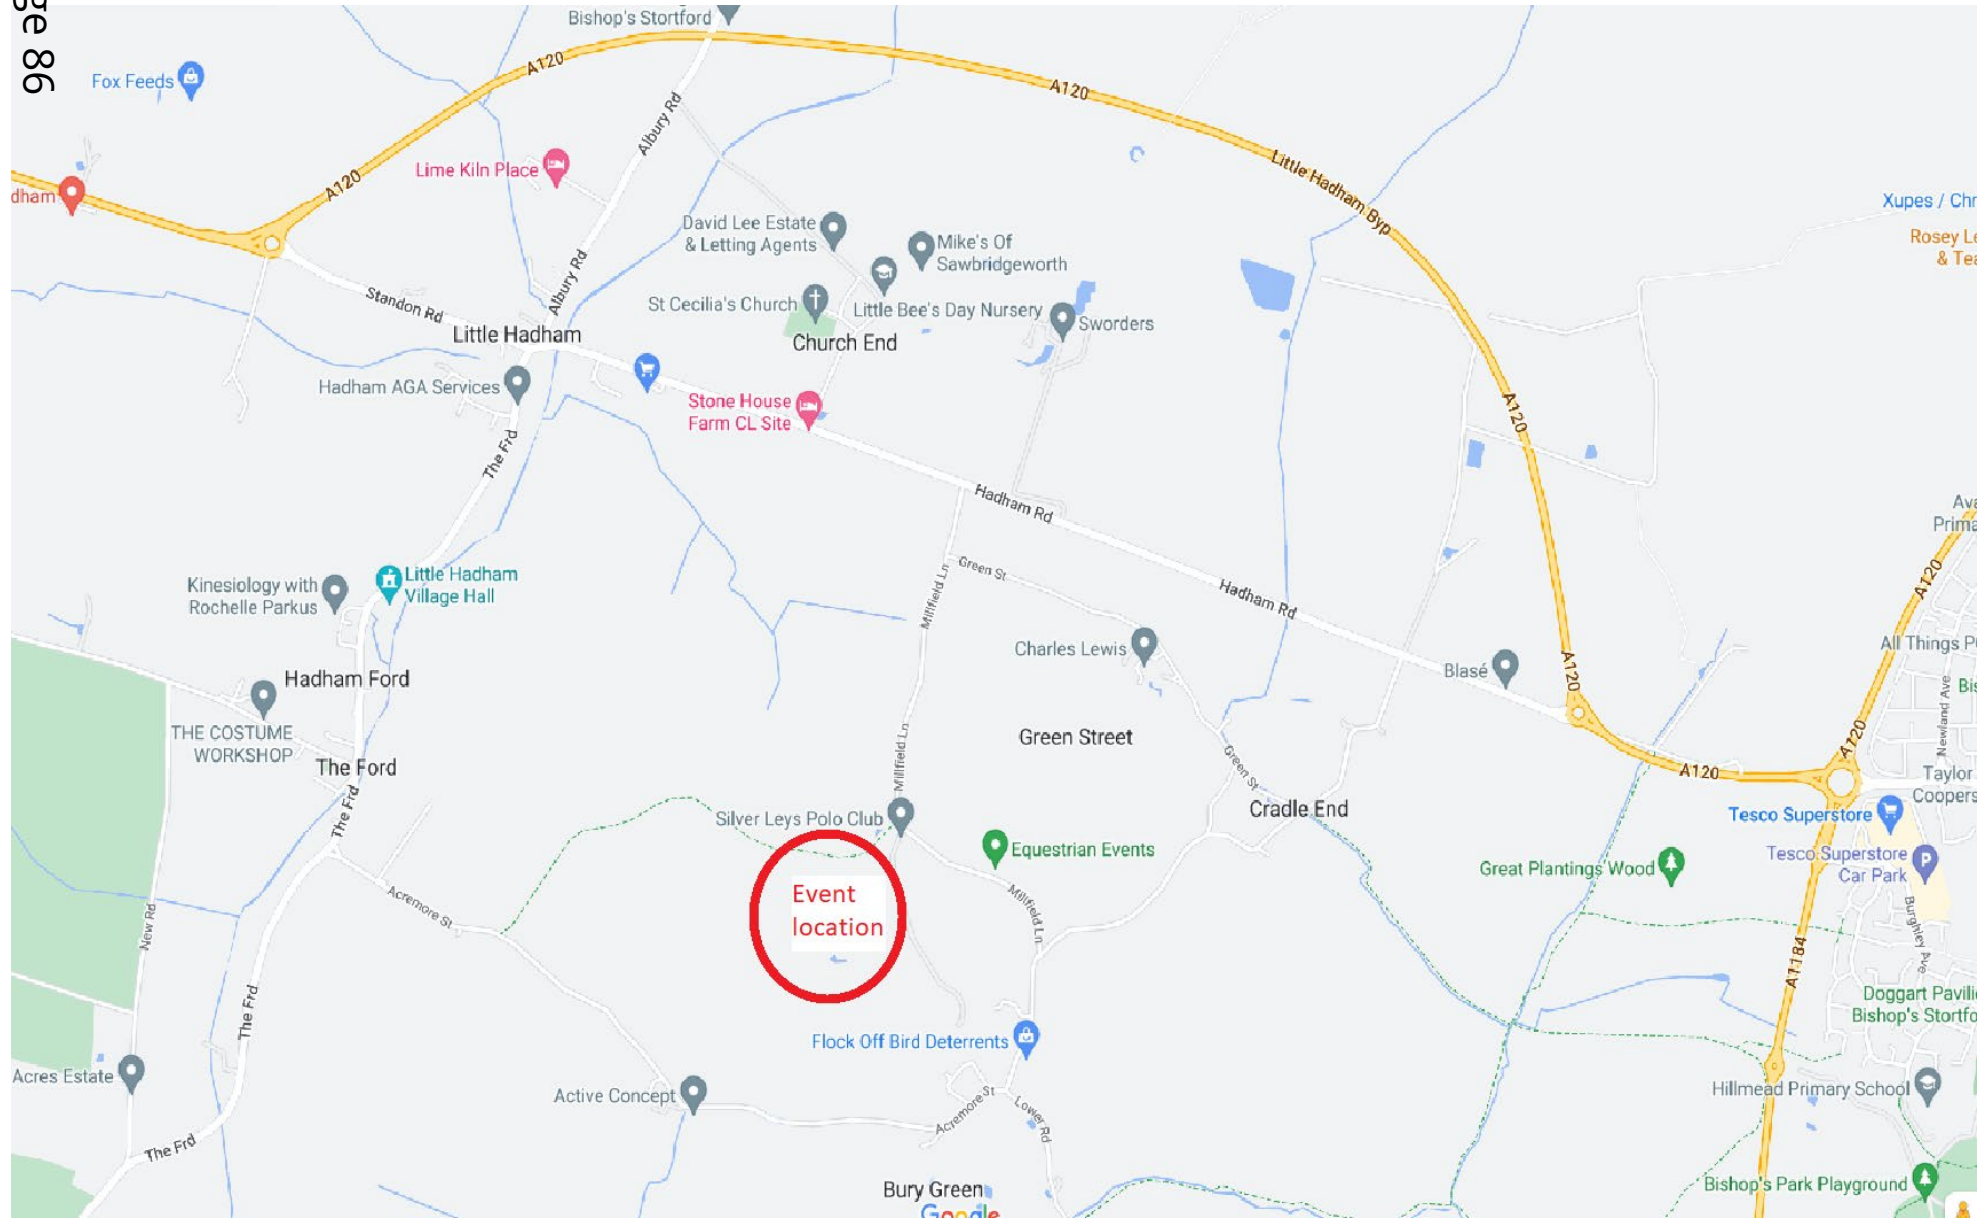 ge 86
Bishop's Stortford
A120
A120
Fox Feeds
Albury Rd
Lime Kiln Place
A120
Little Hadham Byp
dham
Xupes / Chr
Rosey Le
& Tea
David Lee Estate
& Letting Agents
Mike's Of
Sawbridgeworth
Albury Rd
Standon Rd
St Cecilia's Church
Little Bee's Day Nursery
Sworders
Little Hadham
Church End
Hadham AGA Services
Stone House
Farm CL Site
A120
The Frd
Hadham Rd
Ava
Prima
Green St
Little Hadham
Village Hall
Kinesiology with
Rochelle Parkus
Millfield Ln
Hadham Rd
A120
Charles Lewis
Blasé
A120
All Things P
Bis
Hadham Ford
Newland Ave
THE COSTUME
WORKSHOP
Green Street
Millfield Ln
Green St
A120
A120
The Ford
Taylor
Coopers
The Frd
Silver Leys Polo Club
Cradle End
Tesco Superstore
Equestrian Events
Tesco Superstore
Car Park
Great Plantings Wood
Event
location
Acremore St
Millfield Ln
New Rd
Burghley Ave
A1184
Doggart Pavili
Bishop's Stortfo
The Frd
Flock Off Bird Deterrents
Acres Estate
Active Concept
Hillmead Primary School
Acremore St
Lower Rd
The Frd
Bury Green
Bishop's Park Playground
Google